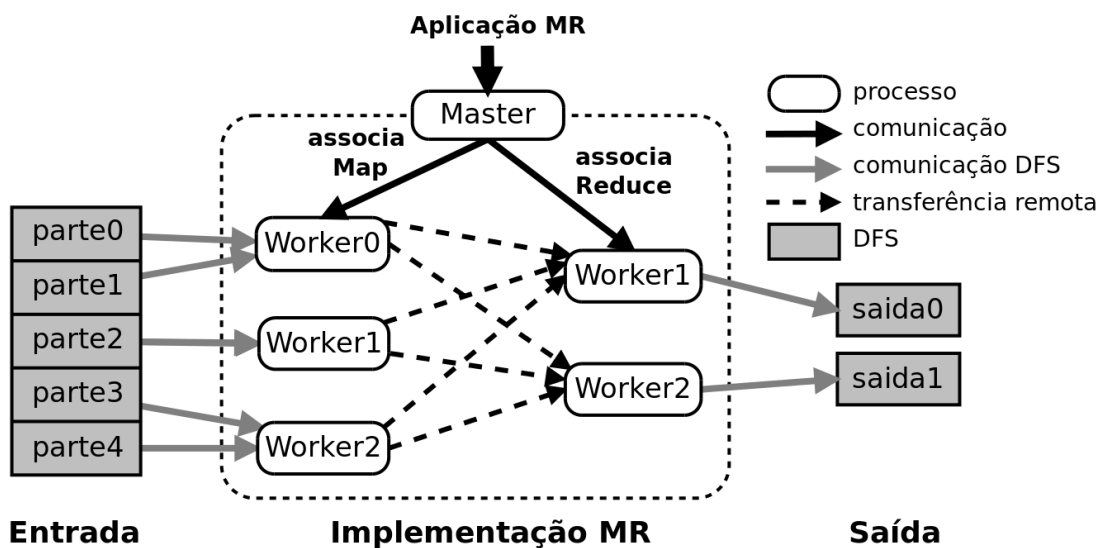 Aplicação MR
Master
associa
Map
associa
Reduce
processo
comunicação
comunicação DFS
transferência remota
DFS
parte0
parte1
parte2
parte3
parte4
Worker0
Worker1
Worker2
Worker1
Worker2
saida0
saida1
Entrada
Implementação MR
Saída